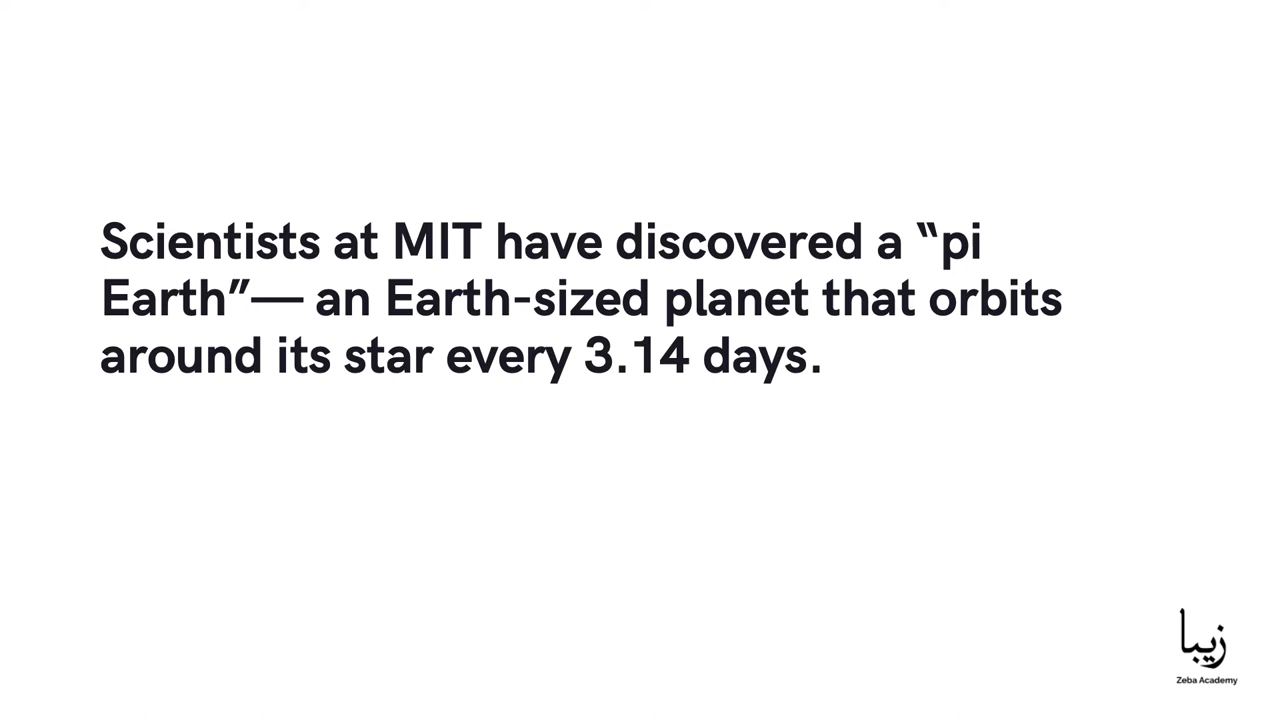 Scientists at MIT have discovered a “pi
Earth”— an Earth-sized planet that orbits
around its star every 3.14 days.
زیبا
Zeba Academy